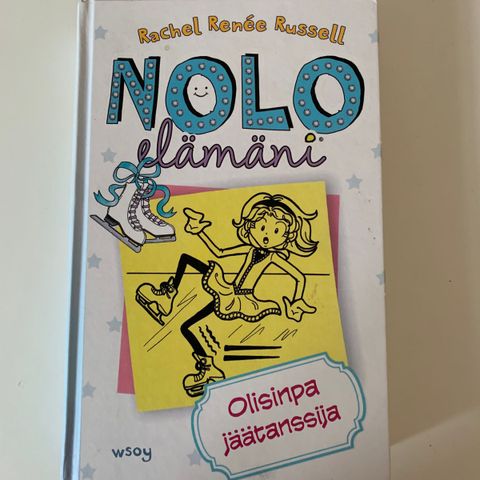 Rachel Renée Russell
NOLO
elämäni
Olisinpa
jäätanssija
wsoy